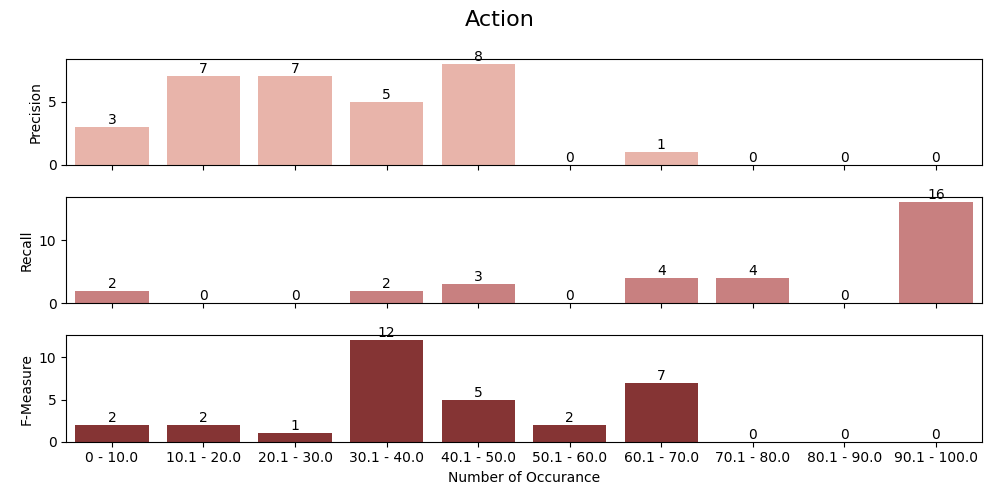 Action
Precision
5
0
3 7 7 5 8 0 1 0 0 0
Recall
10
0
2 0 0 2 3 0 4 4 0 16
F-Measure
10
5
0
2 2 1 12 5 2 7 0 0 0
0 - 10.0 10.1 - 20.0 20.1 - 30.0 30.1 - 40.0 40.1 - 50.0 50.1 - 60.0 60.1 - 70.0 70.1 - 80.0 80.1 - 90.0 90.1 - 100.0
Number of Occurance